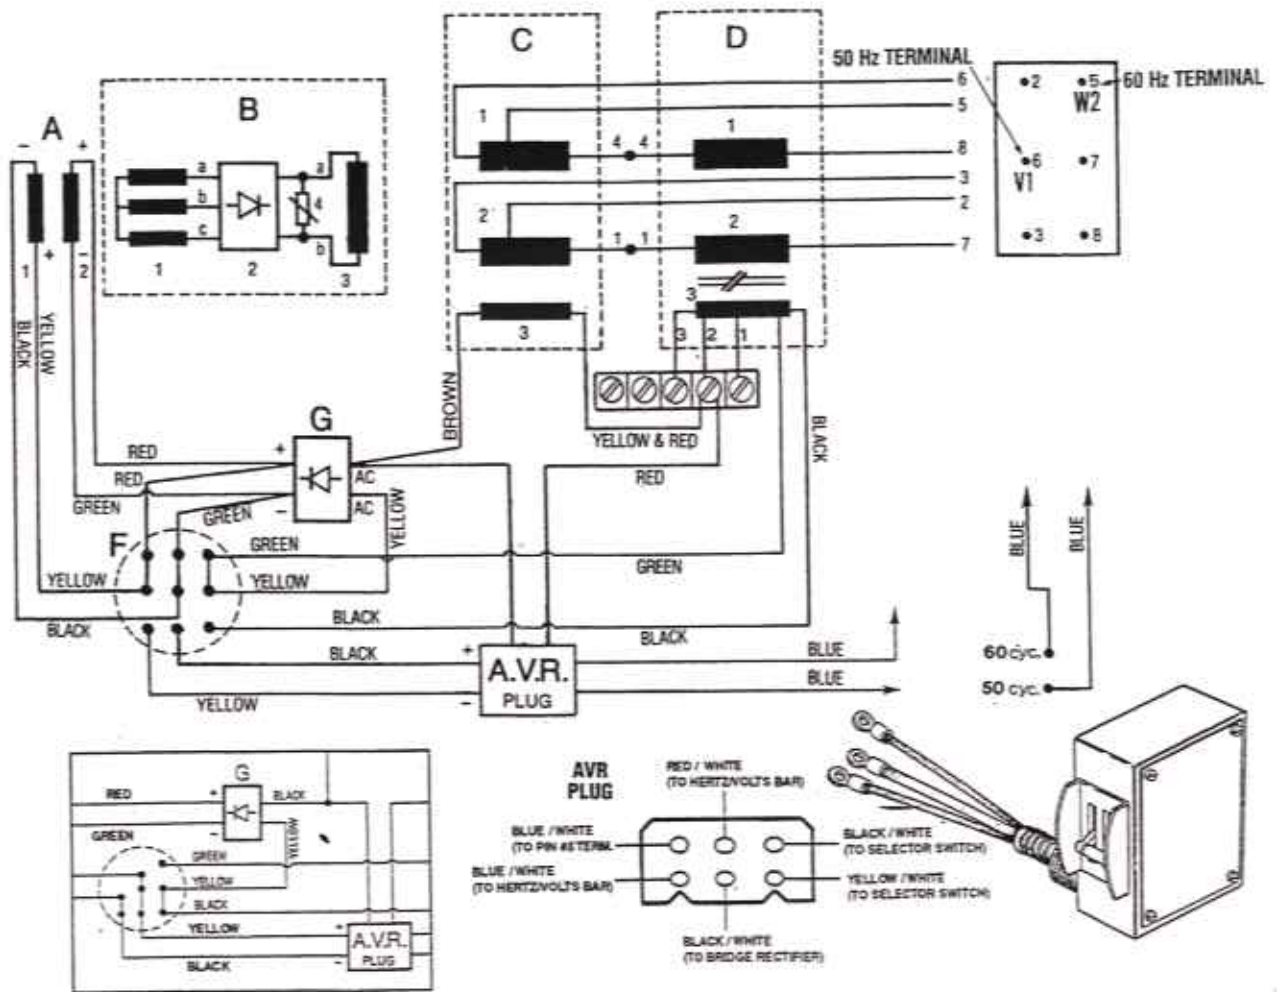 C
D
50 Hz TERMINAL
6
5
8
3
2
7
2
5
60 HZ TERMINAL
W2
6
7
V1
3
8
A
B
-
+
a
b
c
a
4
b
1
2
3
+
-
1
2
1
4 4
1
2
1 1
2
3
3
3
2
1
BLACK
YELLOW
BROWN
YELLOW & RED
BLACK
G
RED
+
RED
AC
RED
GREEN
-
AC
GREEN
YELLOW
F
GREEN
GREEN
YELLOW
YELLOW
BLACK
BLACK
BLACK
BLACK
+
A.V.R.
PLUG
-
YELLOW
BLUE
BLUE
BLUE
BLUE
60 cyc.
50 cyc.
G
RED
+
BLACK
GREEN
-
YELLOW
GREEN
YELLOW
BLACK
YELLOW
+
A.V.R.
PLUG
BLACK
-
AVR
PLUG
RED / WHITE
(TO HERTZ/VOLTS BAR)
BLUE / WHITE
(TO PIN #8 TERM.
BLACK / WHITE
(TO SELECTOR SWITCH)
BLUE / WHITE
(TO HERTZ/VOLTS BAR)
YELLOW / WHITE
(TO SELECTOR SWITCH)
BLACK / WHITE
(TO BRIDGE RECTIFIER)